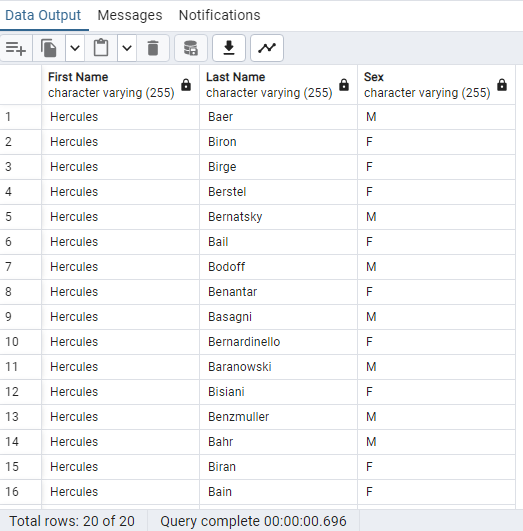 Data Output Messages Notifications
First Name Last Name Sex
character varying (255) character varying (255) character varying (255)
1 Hercules Baer M
2 Hercules Biron F
3 Hercules Birge F
4 Hercules Berstel F
5 Hercules Bernatsky M
6 Hercules Bail F
7 Hercules Bodoff M
8 Hercules Benantar F
9 Hercules Basagni M
10 Hercules Bernardinello F
11 Hercules Baranowski M
12 Hercules Bisiani F
13 Hercules Benzmuller M
14 Hercules Bahr M
15 Hercules Biran F
16 Hercules Bain F
Total rows: 20 of 20 Query complete 00:00:00.696